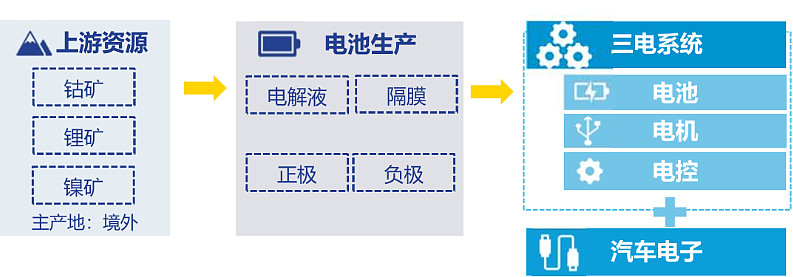 上游资源
钴矿
锂矿
镍矿
主产地：境外
电池生产
电解液 隔膜
正极 负极
三电系统
电池
电机
电控
汽车电子